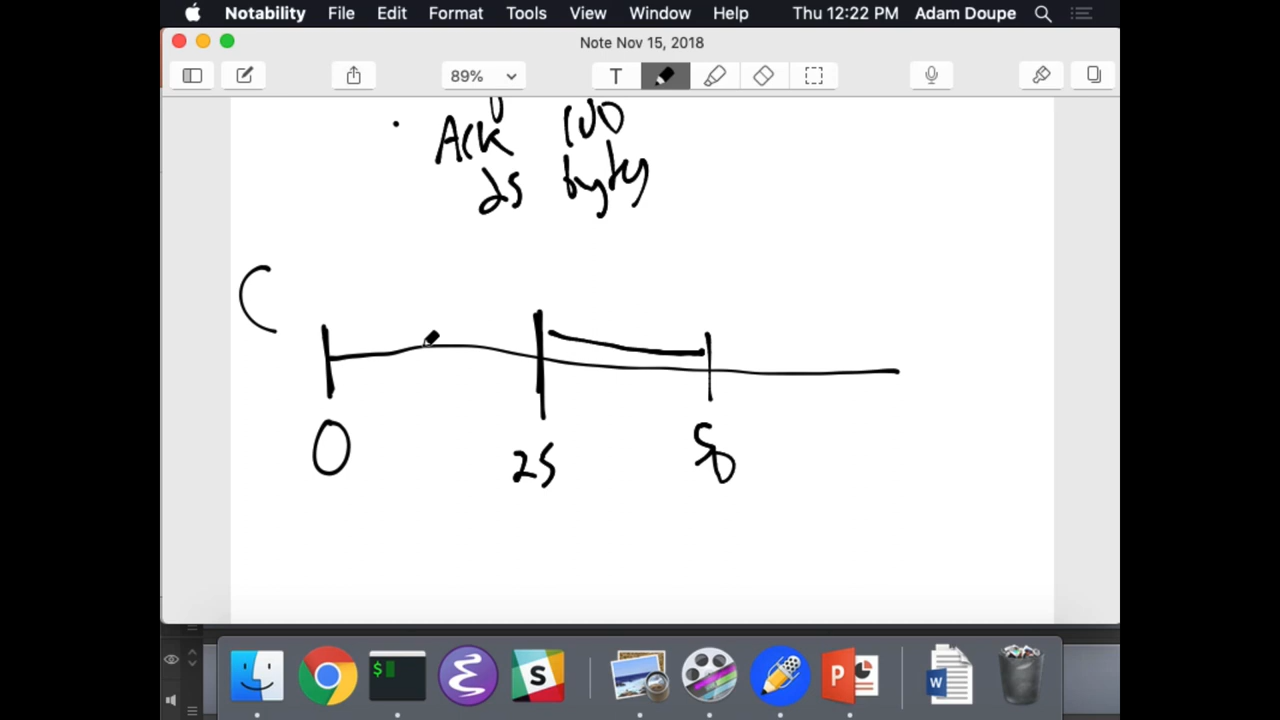 Notability File Edit Format Tools View Window Help Thu 12:22 PM Adam Doupe
Note Nov 15, 2018
89% T
Ack 100
25 bytes
C
0 25 50
$
S
P
W